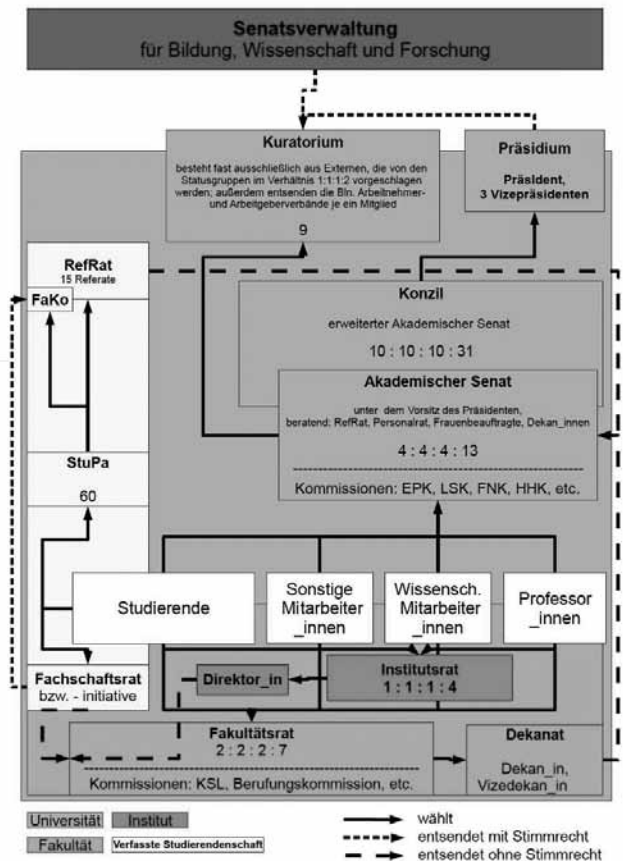 Senatsverwaltung
für Bildung, Wissenschaft und Forschung
Kuratorium
besteht fast ausschließlich aus Externen, die von den
Statusgruppen im Verhältnis 1:1:1:2 vorgeschlagen
werden; außerdem entsenden die Bln. Arbeitnehmer-
und Arbeitgeberverbände je ein Mitglied
9
Präsidium
Präsident,
3 Vizepräsidenten
RefRat
15 Referate
FaKo
Konzil
erweiterter Akademischer Senat
10 : 10 : 10 : 31
Akademischer Senat
unter dem Vorsitz des Präsidenten,
beratend: RefRat, Personalrat, Frauenbeauftragte, Dekan_innen
4 : 4 : 4 : 13
Kommissionen: EPK, LSK, FNK, HHK, etc.
StuPa
60
Studierende
Sonstige
Mitarbeiter
_innen
Wissensch.
Mitarbeiter
_innen
Professor
_innen
Fachschaftsrat
bzw. - initiative
Direktor_in
Institutsrat
1 : 1 : 1 : 4
Fakultätsrat
2 : 2 : 2 : 7
Kommissionen: KSL, Berufungskommission, etc.
Dekanat
Dekan_in,
Vizedekan_in
Universität
Institut
Fakultät
Verfasste Studierendenschaft
wählt
entsendet mit Stimmrecht
entsendet ohne Stimmrecht